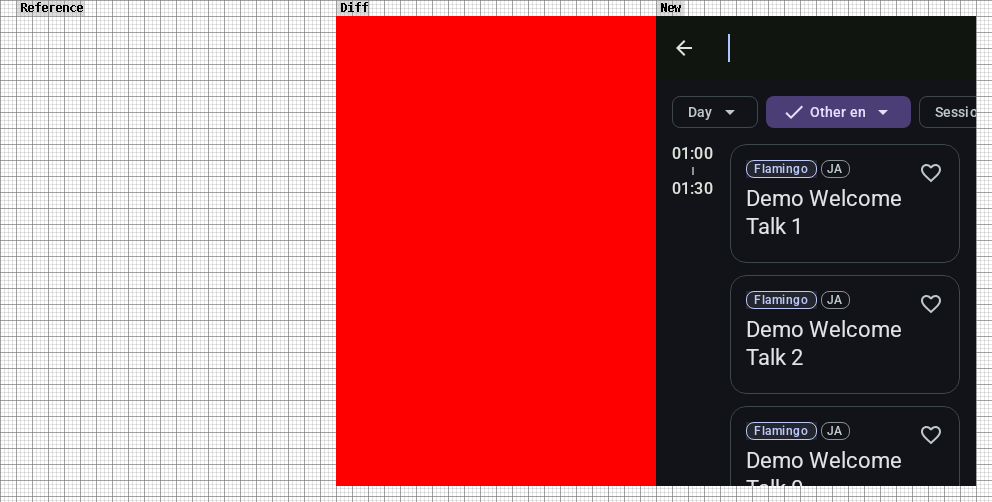 Reference
Diff
New
Day
Other en
Sessio
01:00
01:30
Flamingo
JA
Demo Welcome
Talk 1
Flamingo
JA
Demo Welcome
Talk 2
Flamingo
JA
Demo Welcome
Talk